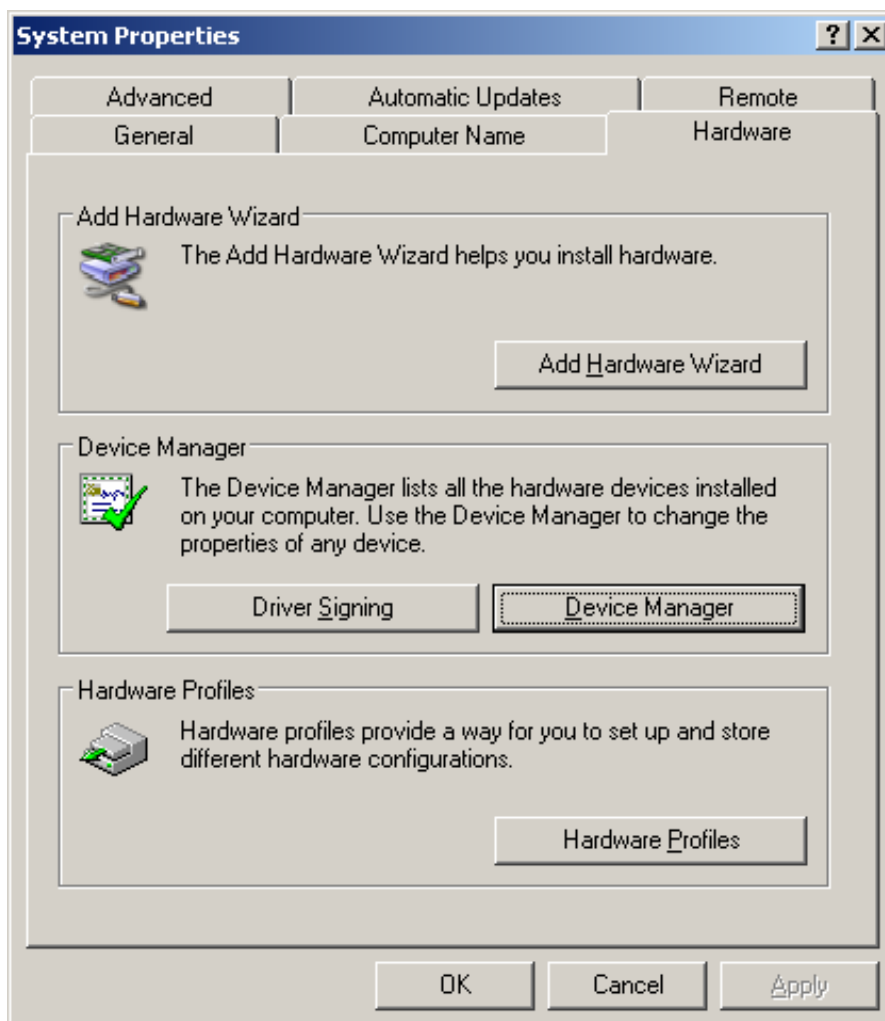 System Properties
Advanced
Automatic Updates
Remote
General
Computer Name
Hardware
Add Hardware Wizard
The Add Hardware Wizard helps you install hardware.
Add Hardware Wizard
Device Manager
The Device Manager lists all the hardware devices installed
on your computer. Use the Device Manager to change the
properties of any device.
Driver Signing
Device Manager
Hardware Profiles
Hardware profiles provide a way for you to set up and store
different hardware configurations.
Hardware Profiles
OK
Cancel
Apply